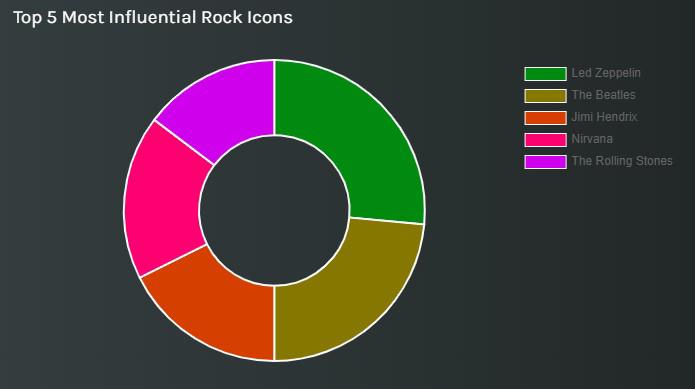 Top 5 Most Influential Rock Icons
Led Zeppelin
The Beatles
Jimi Hendrix
Nirvana
The Rolling Stones